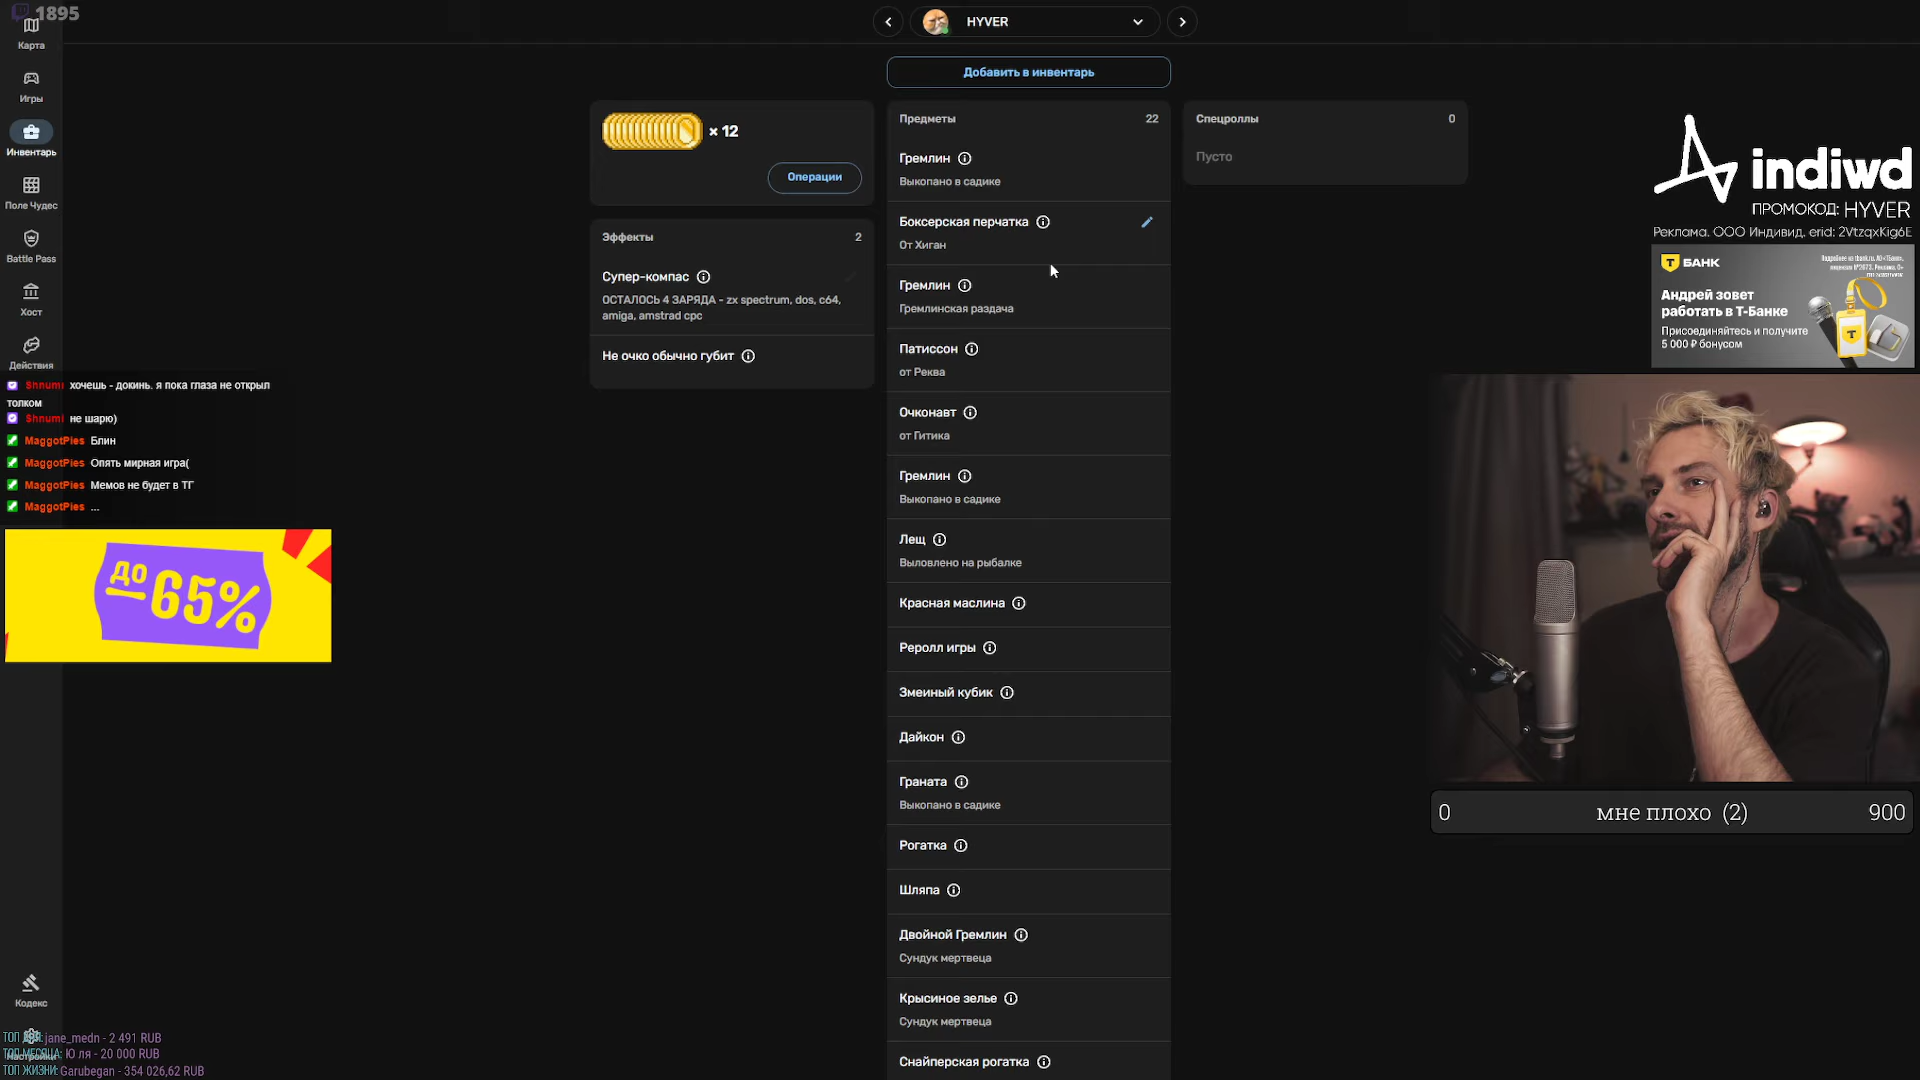 1895
Карта
Игры
Инвентарь
Поле Чудес
Battle Pass
Хост
Действия
Shnumi хочешь - докинь. я пока глаза не открыл
толком
Shnumi не шарю)
MaggotPies Блин
MaggotPies Опять мирная игра(
MaggotPies Мемов не будет в ТГ
MaggotPies ...
до 65%
Кодекс
Настройки
ТОП ДНЯ: jane_medn - 2 491 RUB
ТОП МЕСЯЦА: Ю ля - 20 000 RUB
ТОП ЖИЗНИ: Garubegan - 354 026,62 RUB
HYVER
Добавить в инвентарь
× 12
Операции
Эффекты 2
Супер-компас
ОСТАЛОСЬ 4 ЗАРЯДА - zx spectrum, dos, c64,
amiga, amstrad cpc
Не очко обычно губит
Предметы 22
Гремлин
Выкопано в садике
Боксерская перчатка
От Хиган
Гремлин
Гремлинская раздача
Патиссон
от Реква
Очконавт
от Гитика
Гремлин
Выкопано в садике
Лещ
Выловлено на рыбалке
Красная маслина
Реролл игры
Змеиный кубик
Дайкон
Граната
Выкопано в садике
Рогатка
Шляпа
Двойной Гремлин
Сундук мертвеца
Крысиное зелье
Сундук мертвеца
Снайперская рогатка
Спецроллы 0
Пусто
indiwd
ПРОМОКОД: HYVER
Реклама. ООО Индивид. erid: 2VtzqxKig6E
Т БАНК
Андрей зовет
работать в Т-Банке
Присоединяйтесь и получите
5 000 ₽ бонусом
0 мне плохо (2) 900